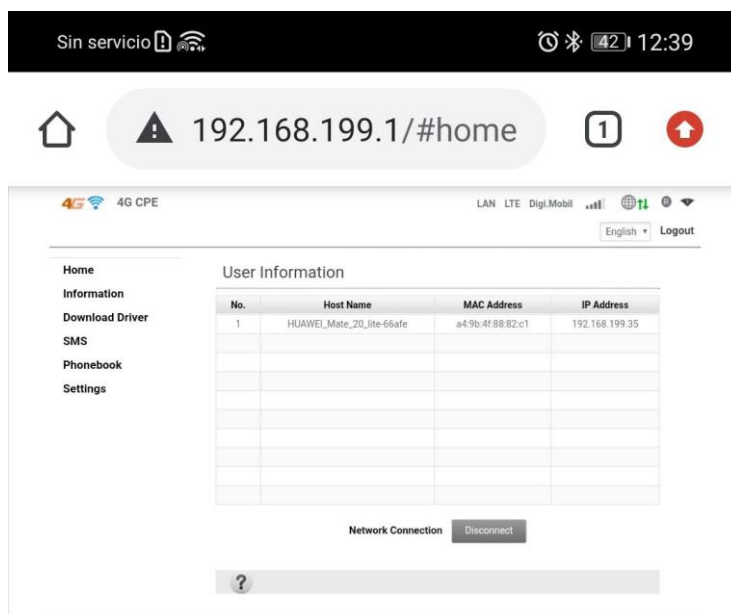 Sin servicio 42 12:39
192.168.199.1/#home 1
4G 4G CPE LAN LTE Digi.Mobil R
English Logout
Home
Information
Download Driver
SMS
Phonebook
Settings
User Information
No. Host Name MAC Address IP Address
1 HUAWEI_Mate_20_lite-66afe a4:9b:4f:88:82:c1 192.168.199.35
Network Connection Disconnect
?